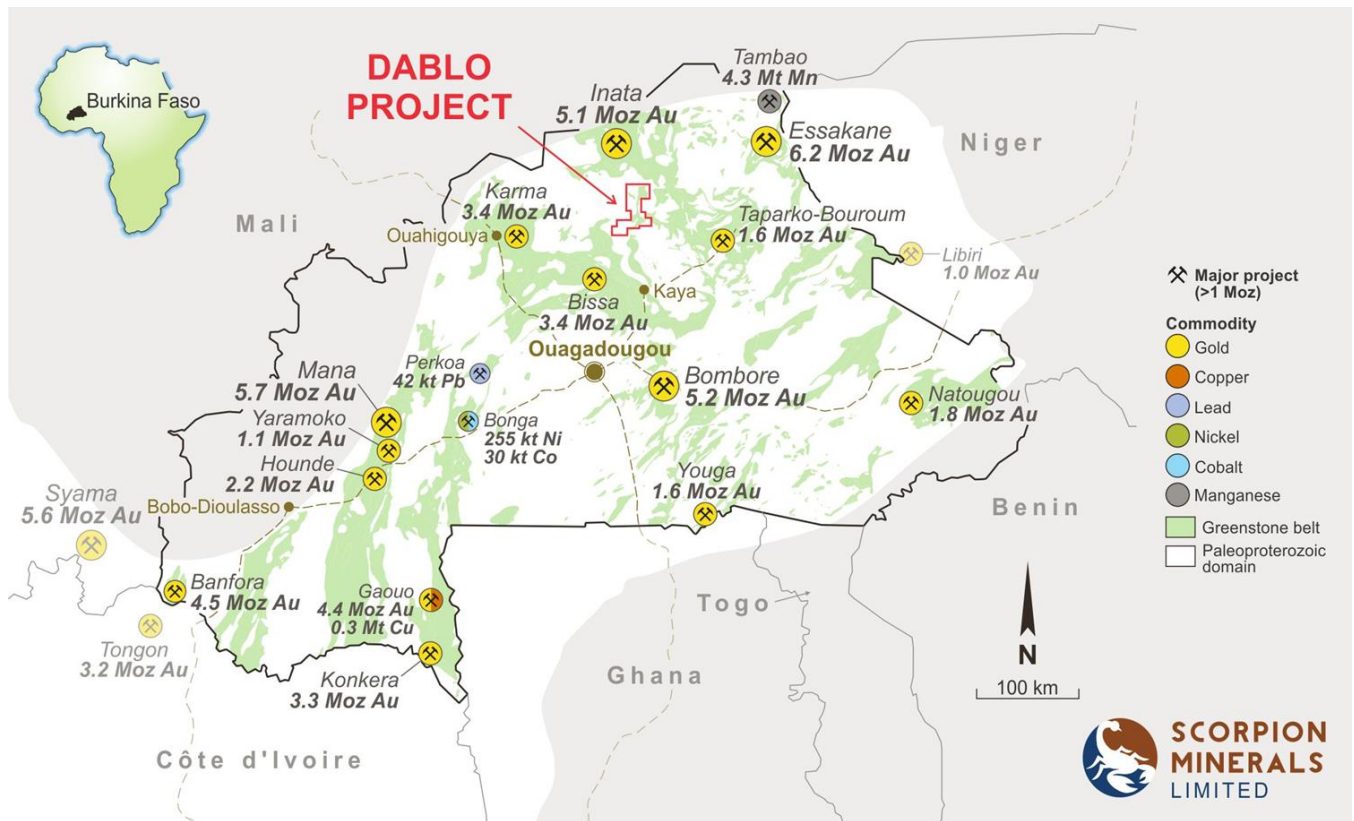 Burkina Faso
DABLO
PROJECT
Tambao
4.3 Mt Mn
Inata
5.1 Moz Au
Essakane
6.2 Moz Au
Niger
Mali
Karma
3.4 Moz Au
Ouahigouya
Taparko-Bouroum
1.6 Moz Au
Libiri
1.0 Moz Au
Kaya
Bissa
3.4 Moz Au
Ouagadougou
Perkoa
42 kt Pb
Mana
5.7 Moz Au
Bombore
5.2 Moz Au
Natougou
1.8 Moz Au
Yaramoko
1.1 Moz Au
Bonga
255 kt Ni
30 kt Co
Hounde
2.2 Moz Au
Youga
1.6 Moz Au
Bobo-Dioulasso
Syama
5.6 Moz Au
Benin
Banfora
4.5 Moz Au
Gaouo
4.4 Moz Au
0.3 Mt Cu
Togo
Tongon
3.2 Moz Au
Konkera
3.3 Moz Au
Ghana
Côte d'Ivoire
Major project
(>1 Moz)
Commodity
Gold
Copper
Lead
Nickel
Cobalt
Manganese
Greenstone belt
Paleoproterozoic
domain
N
100 km
SCORPION
MINERALS
LIMITED